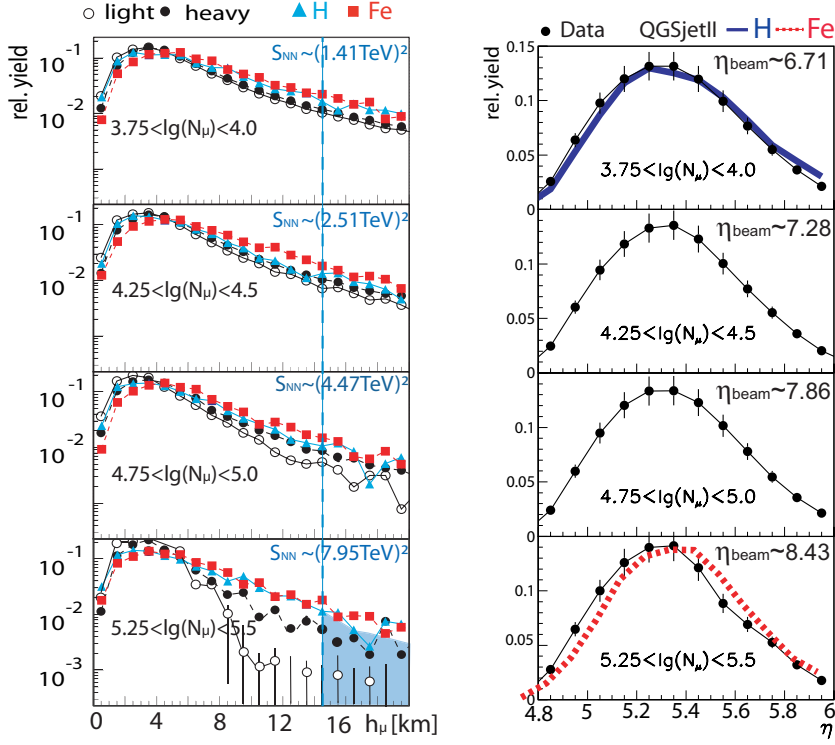 light heavy H Fe
rel. yield
10⁻¹
10⁻²
S_NN~(1.41TeV)²
3.75<lg(N_μ)<4.0
10⁻¹
10⁻²
S_NN~(2.51TeV)²
4.25<lg(N_μ)<4.5
10⁻¹
10⁻²
S_NN~(4.47TeV)²
4.75<lg(N_μ)<5.0
10⁻¹
10⁻²
10⁻³
S_NN~(7.95TeV)²
5.25<lg(N_μ)<5.5
0 4 8 12 16 h_μ [km]
Data QGSjetII H Fe
rel. yield
0.15
0.1
0.05
0
η_beam~6.71
3.75<lg(N_μ)<4.0
0.1
0.05
0
η_beam~7.28
4.25<lg(N_μ)<4.5
0.1
0.05
0
η_beam~7.86
4.75<lg(N_μ)<5.0
0.1
0.05
0
η_beam~8.43
5.25<lg(N_μ)<5.5
4.8 5 5.2 5.4 5.6 5.8 6
η